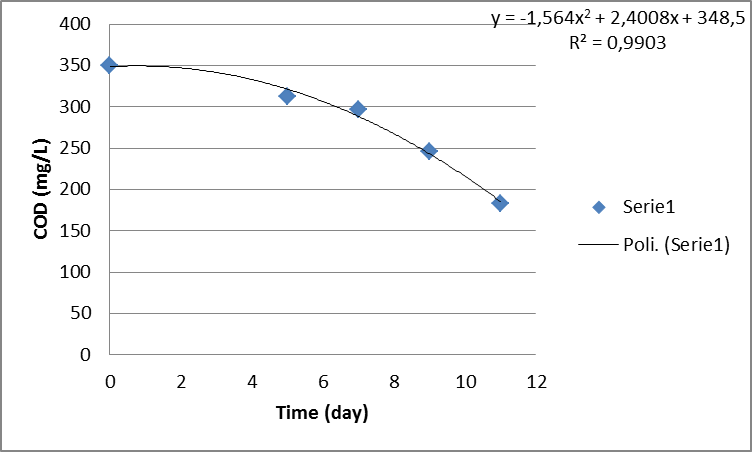 y = -1,564x² + 2,4008x + 348,5
R² = 0,9903
400
350
300
250
200
150
100
50
0
COD (mg/L)
0 2 4 6 8 10 12
Time (day)
Serie1
Poli. (Serie1)